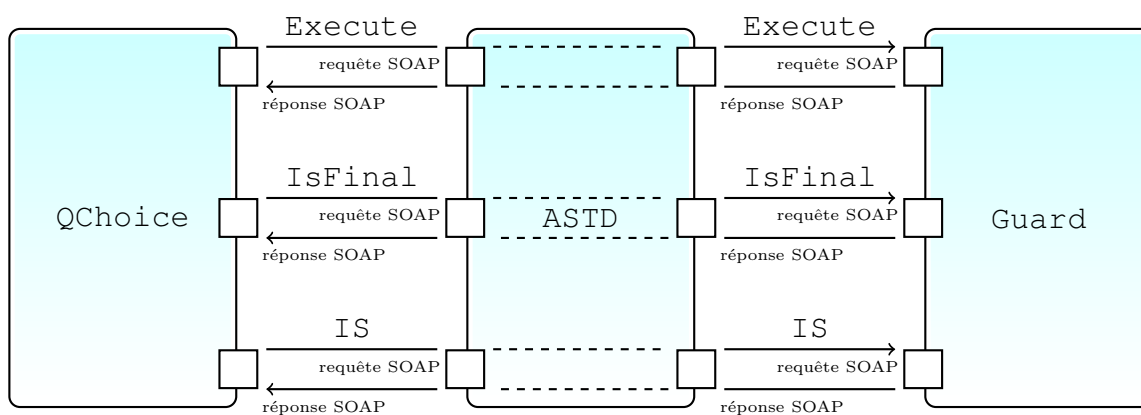 Execute
Execute
requête SOAP
requête SOAP
réponse SOAP
réponse SOAP
IsFinal
IsFinal
QChoice
requête SOAP
ASTD
requête SOAP
Guard
réponse SOAP
réponse SOAP
IS
IS
requête SOAP
requête SOAP
réponse SOAP
réponse SOAP